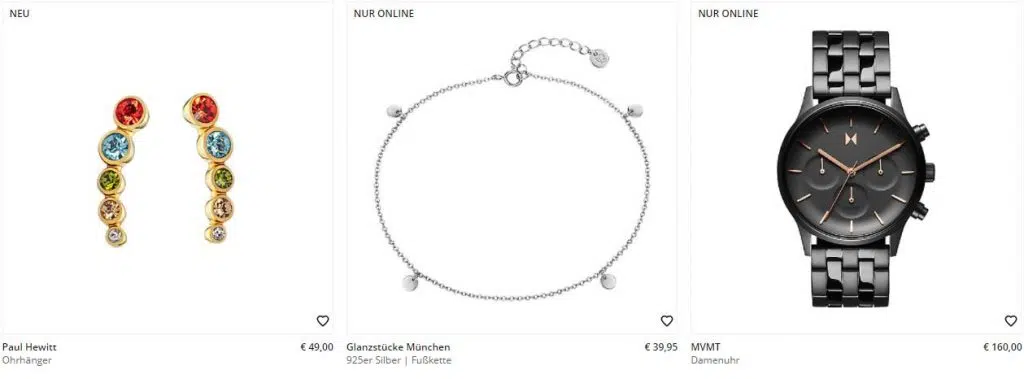 NEU
Paul Hewitt € 49,00
Ohrhänger
NUR ONLINE
Glanzstücke München € 39,95
925er Silber | Fußkette
NUR ONLINE
MVMT € 160,00
Damenuhr